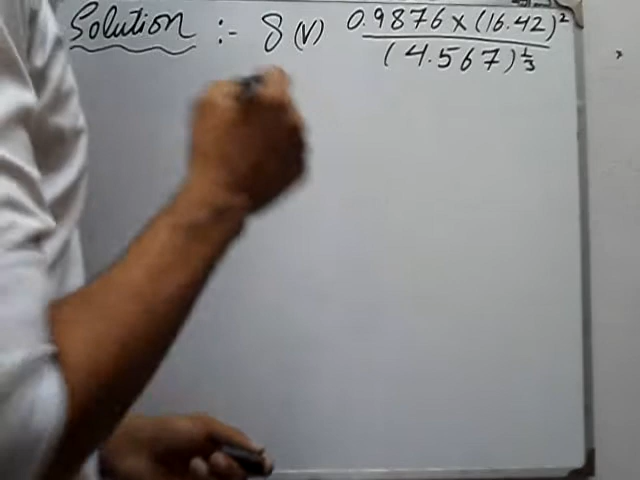 Solution :- 8 (V) 0.9876 × (16.42)²
(4.567)^1/3